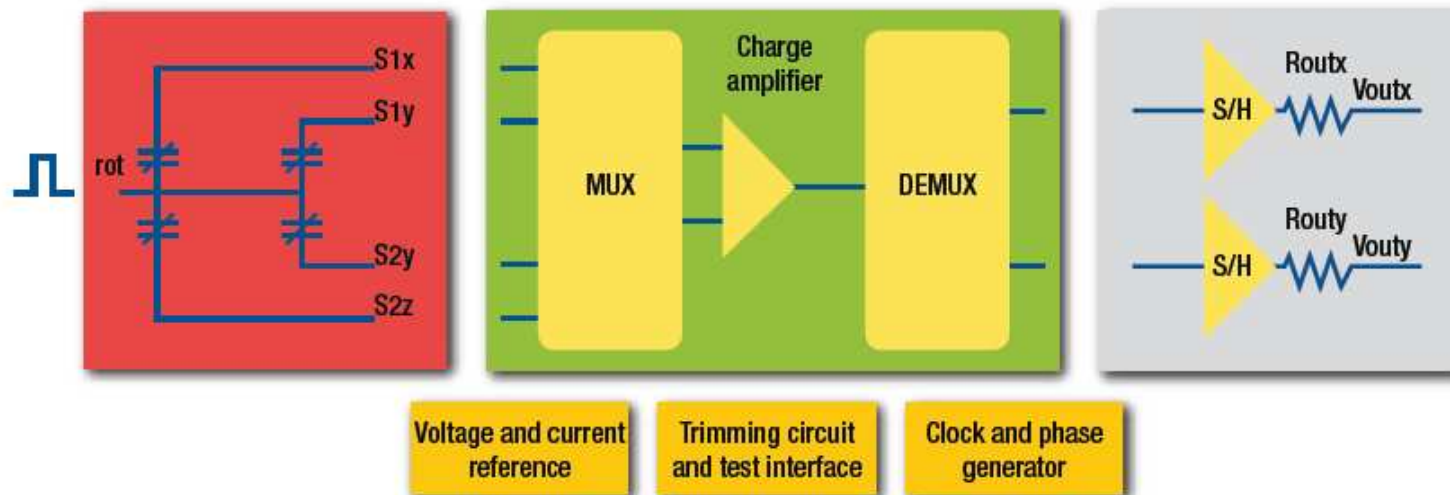 S1x
S1y
rot
S2y
S2z
Charge
amplifier
MUX
DEMUX
Routx
Voutx
S/H
Routy
Vouty
S/H
Voltage and current
reference
Trimming circuit
and test interface
Clock and phase
generator